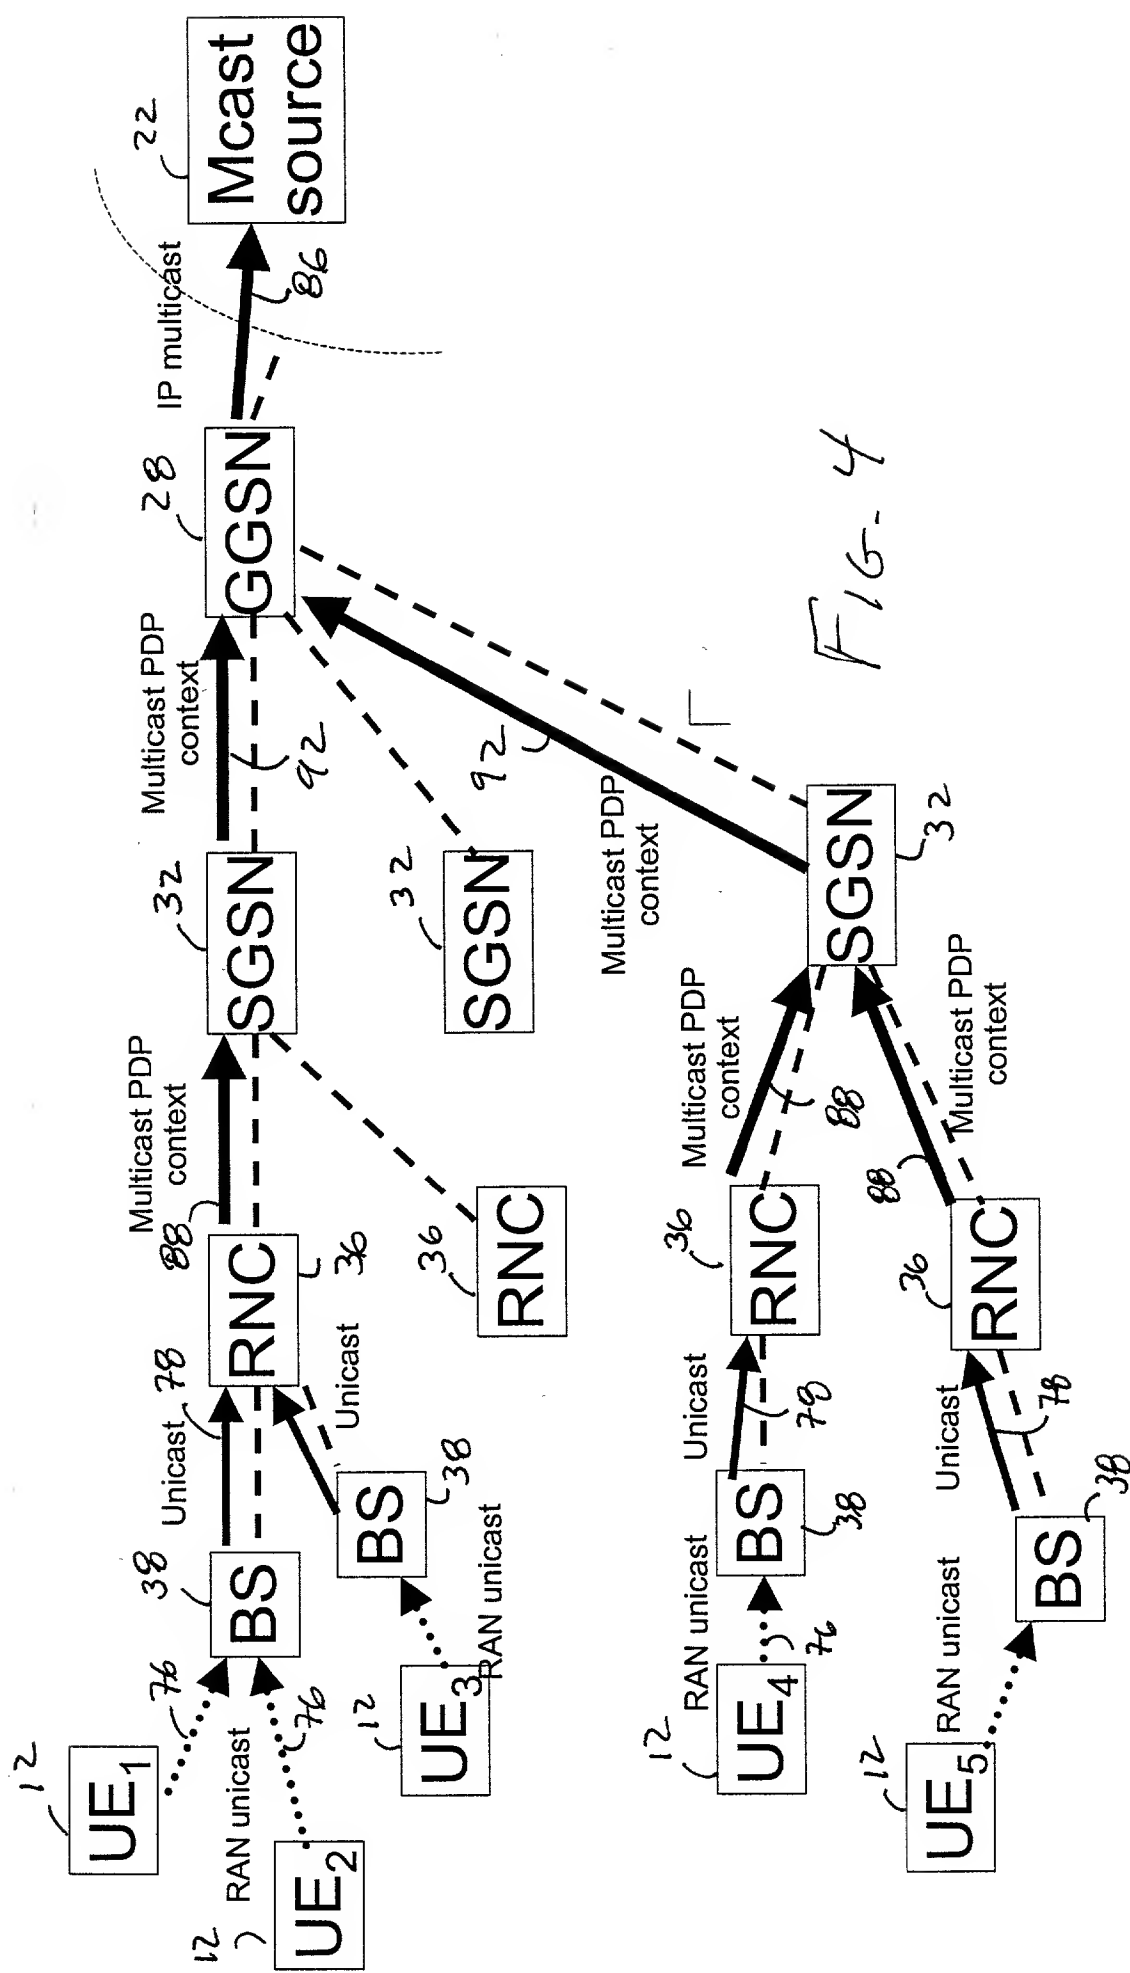 22
Mcast
source
IP multicast
86
28
GGSN
Multicast PDP
context
92
32
SGSN
32
SGSN
92
Multicast PDP
context
SGSN
32
Multicast PDP
context
88
RNC
36
36
RNC
Unicast
78
Unicast
38
BS
BS
38
76
RAN unicast
76
RAN unicast
12
UE1
12
UE2
12
UE3
Multicast PDP
context
88
Multicast PDP
context
88
36
RNC
36
RNC
Unicast
78
Unicast
78
BS
38
BS
38
RAN unicast
76
RAN unicast
12
UE4
12
UE5
FIG. 4